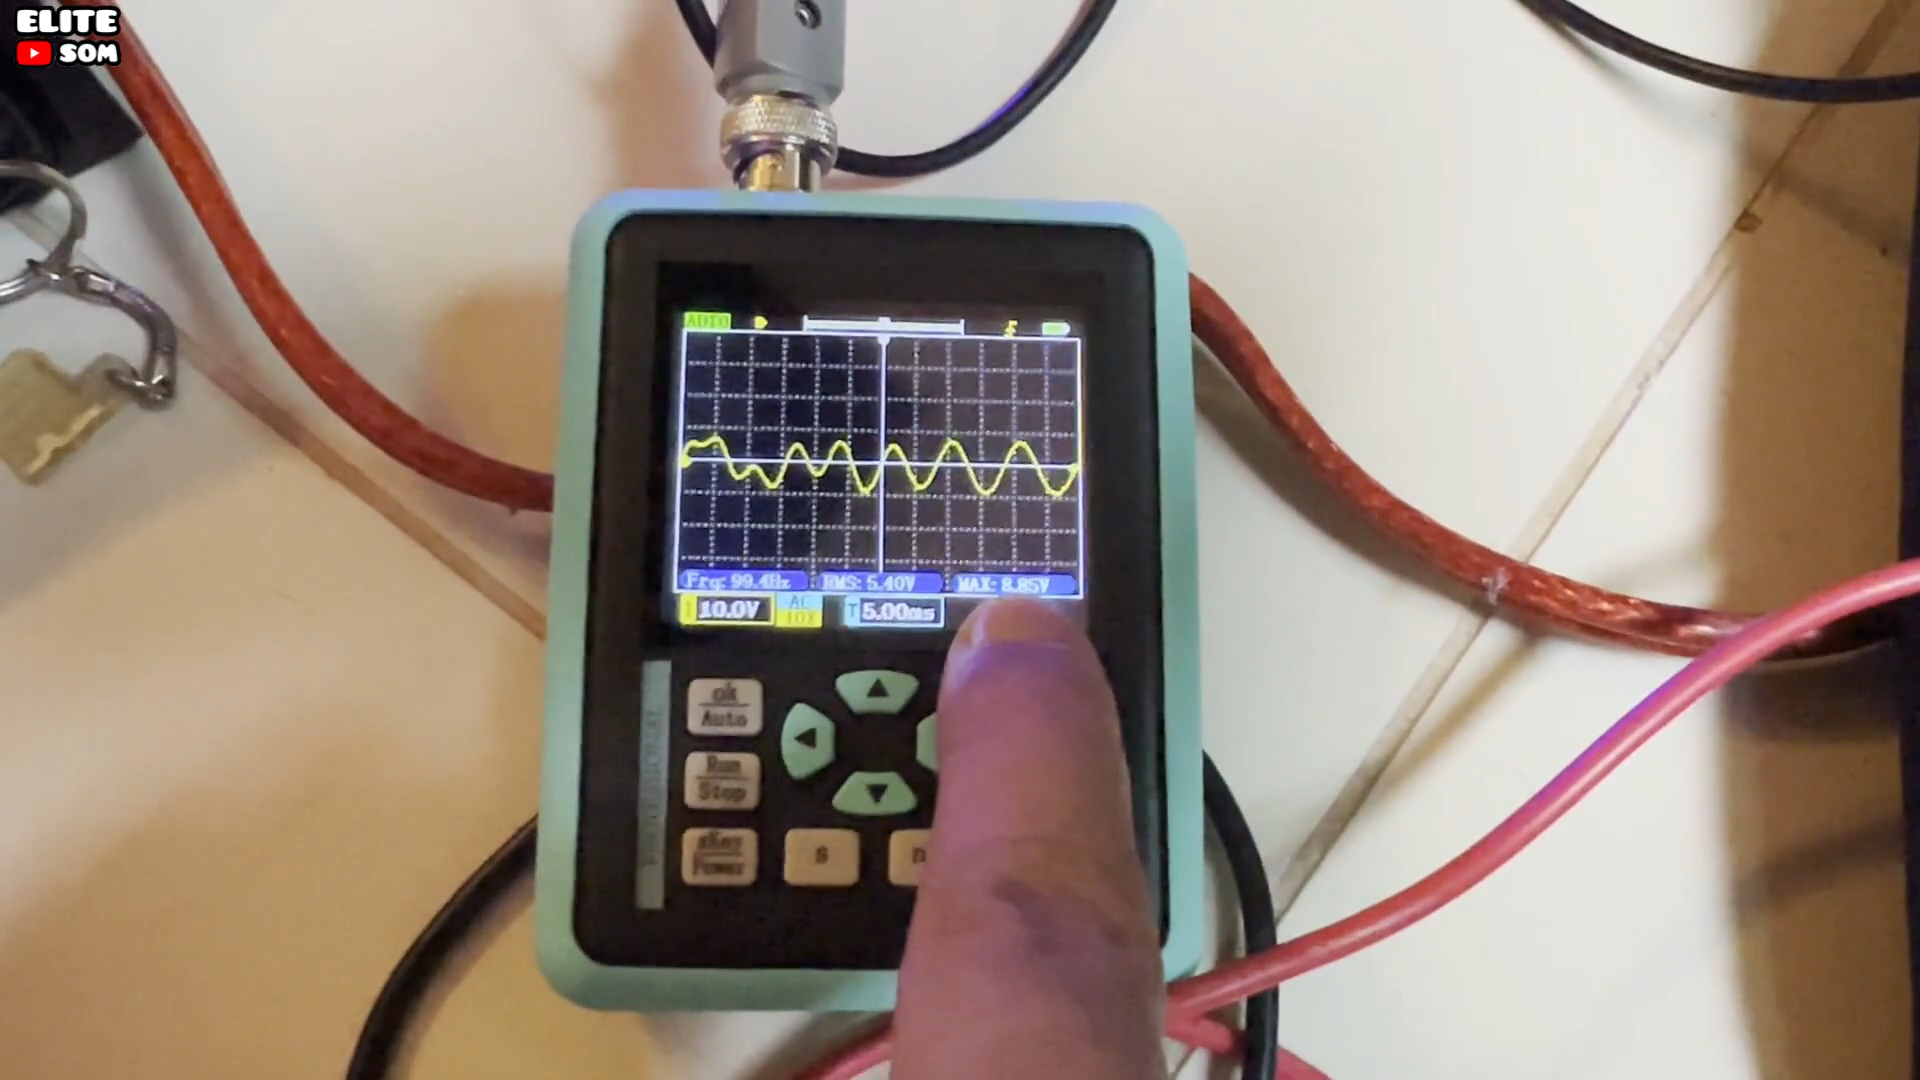 ELITE
SOM
AUTO
Frq: 99.4Hz RMS: 5.40V MAX: 8.85V
1 10.0V AC 10X T 5.00ms
ok
Auto
Run
Stop
Power
S